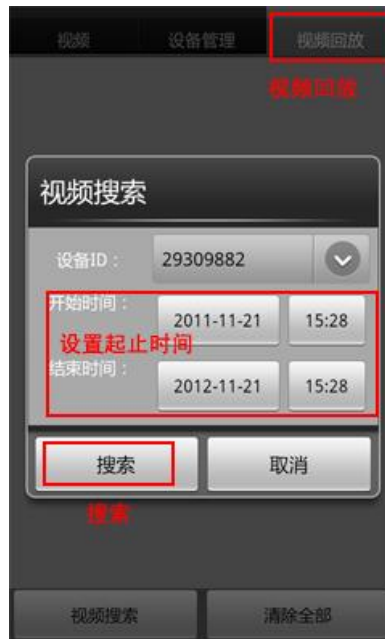 视频 设备管理 视频回放
视频回放
视频搜索
设备ID： 29309882
开始时间：
2011-11-21 15:28
设置起止时间
结束时间：
2012-11-21 15:28
搜索 取消
搜索
视频搜索 清除全部